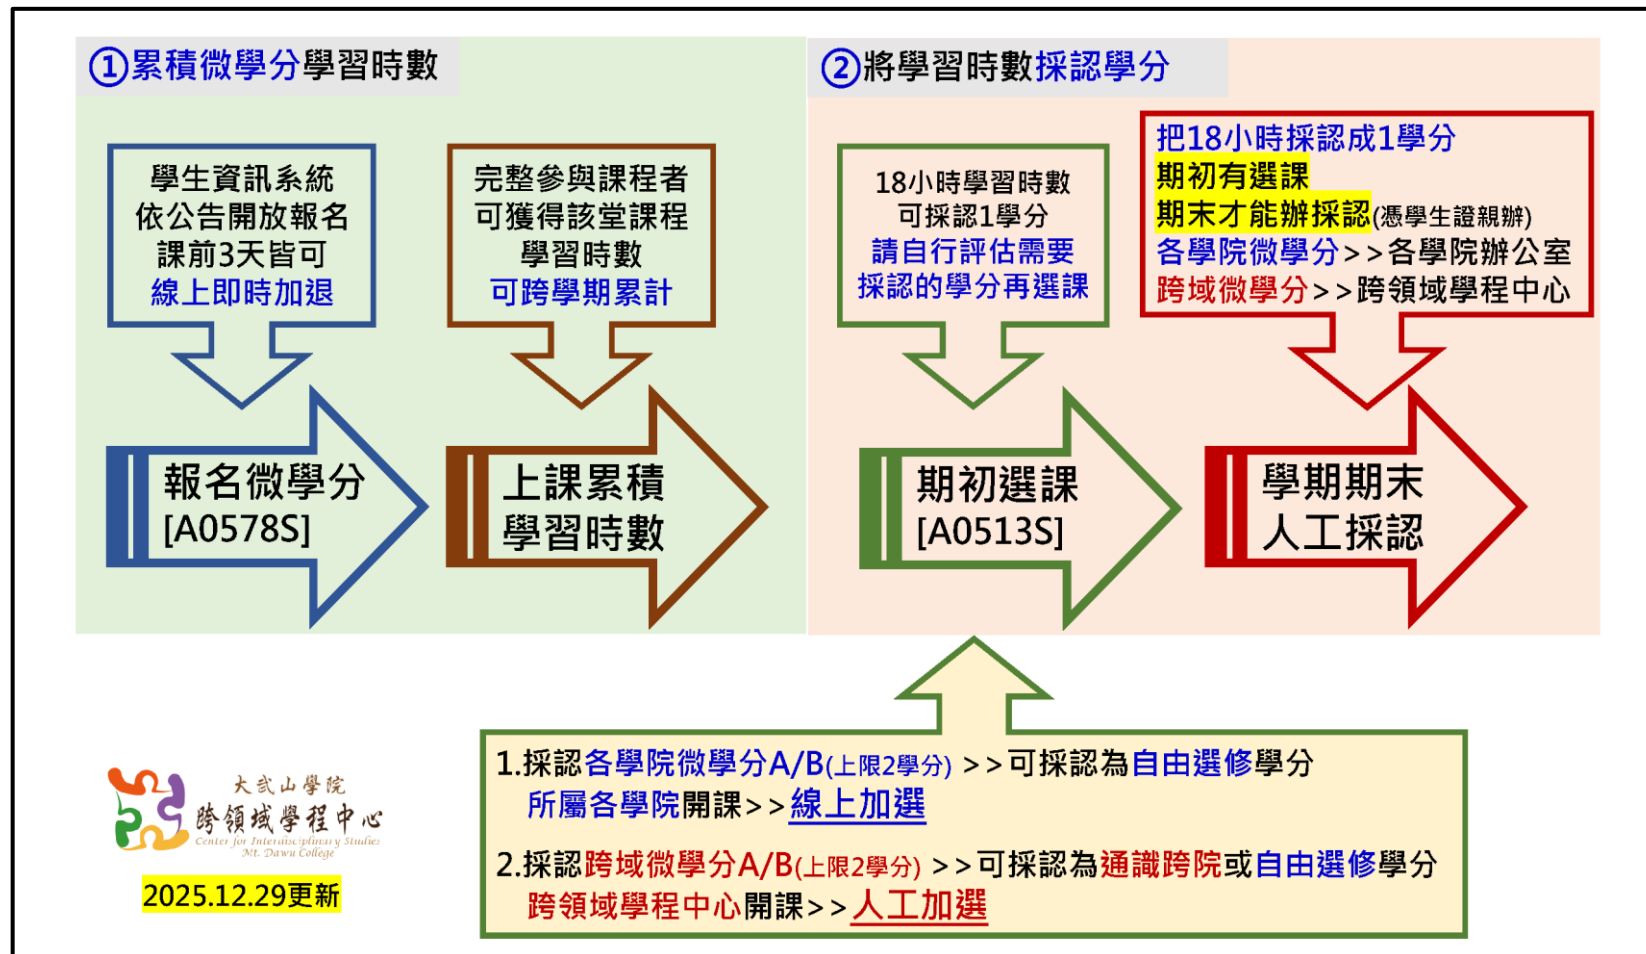 ①累積微學分學習時數
學生資訊系統
依公告開放報名
課前3天皆可
線上即時加退
完整參與課程者
可獲得該堂課程
學習時數
可跨學期累計
報名微學分
[A0578S]
上課累積
學習時數
②將學習時數採認學分
18小時學習時數
可採認1學分
請自行評估需要
採認的學分再選課
把18小時採認成1學分
期初有選課
期末才能辦採認(憑學生證親辦)
各學院微學分>>各學院辦公室
跨域微學分>>跨領域學程中心
期初選課
[A0513S]
學期期末
人工採認
1.採認各學院微學分A/B(上限2學分) >>可採認為自由選修學分
所屬各學院開課>>線上加選
2.採認跨域微學分A/B(上限2學分) >>可採認為通識跨院或自由選修學分
跨領域學程中心開課>>人工加選
大武山學院
跨領域學程中心
Center for Interdisciplinary Studies
Mt. Dawu College
2025.12.29更新